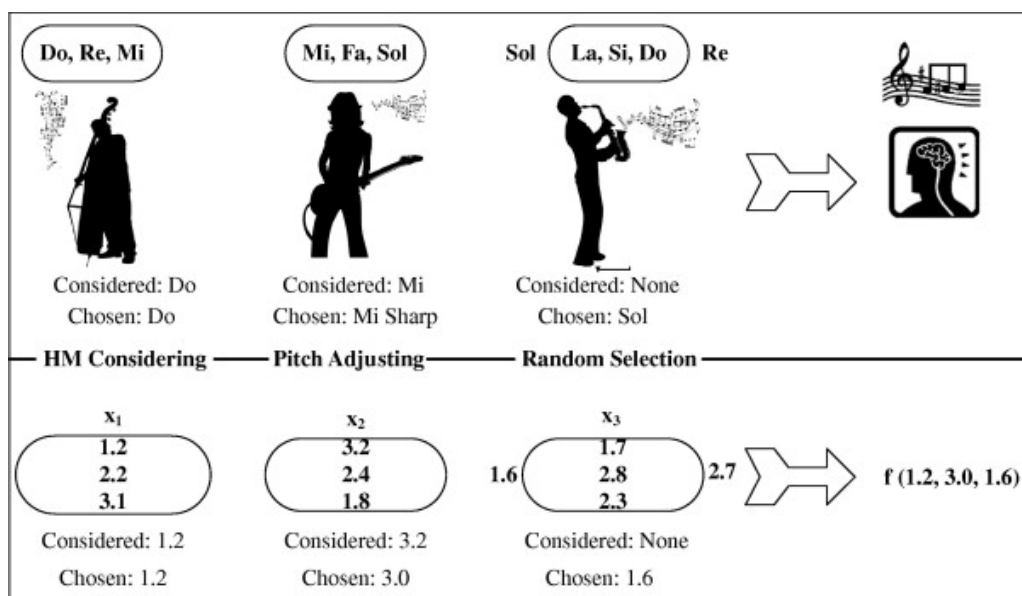 Do, Re, Mi
Mi, Fa, Sol
Sol La, Si, Do Re
Considered: Do
Chosen: Do
Considered: Mi
Chosen: Mi Sharp
Considered: None
Chosen: Sol
HM Considering Pitch Adjusting Random Selection
x₁
1.2
2.2
3.1
Considered: 1.2
Chosen: 1.2
x₂
3.2
2.4
1.8
Considered: 3.2
Chosen: 3.0
x₃
1.7
1.6 2.8 2.7
2.3
Considered: None
Chosen: 1.6
f (1.2, 3.0, 1.6)